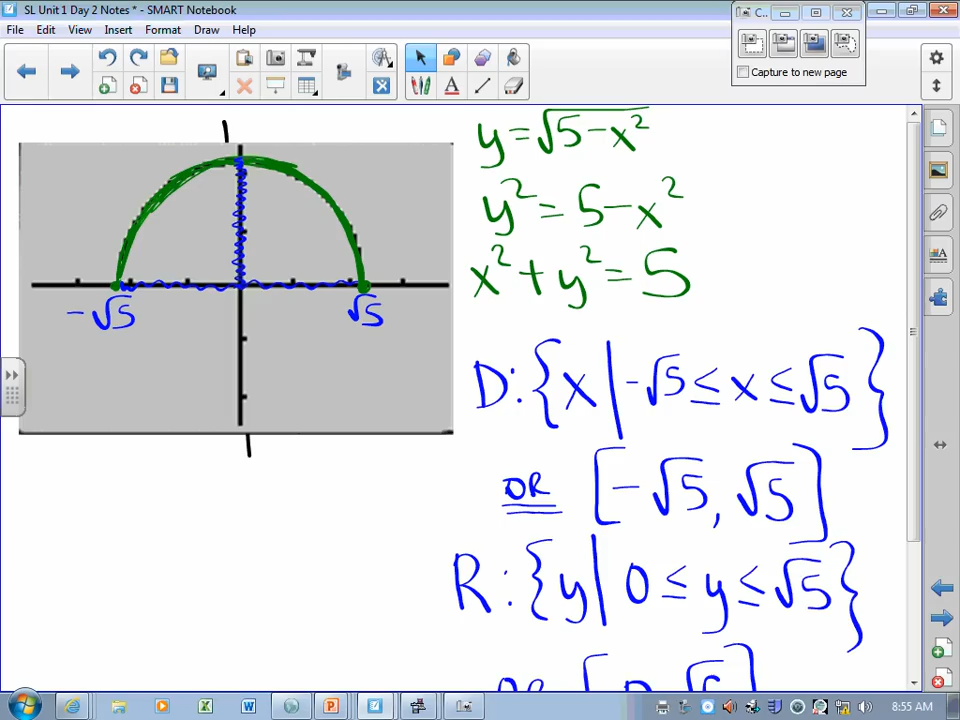 SL Unit 1 Day 2 Notes * - SMART Notebook
C..
File Edit View Insert Format Draw Help
Capture to new page
y = √(5 − x²)
y² = 5 − x²
x² + y² = 5
−√5
√5
D: {x | -√5 ≤ x ≤ √5}
OR [−√5, √5]
R: {y | 0 ≤ y ≤ √5}
8:55 AM